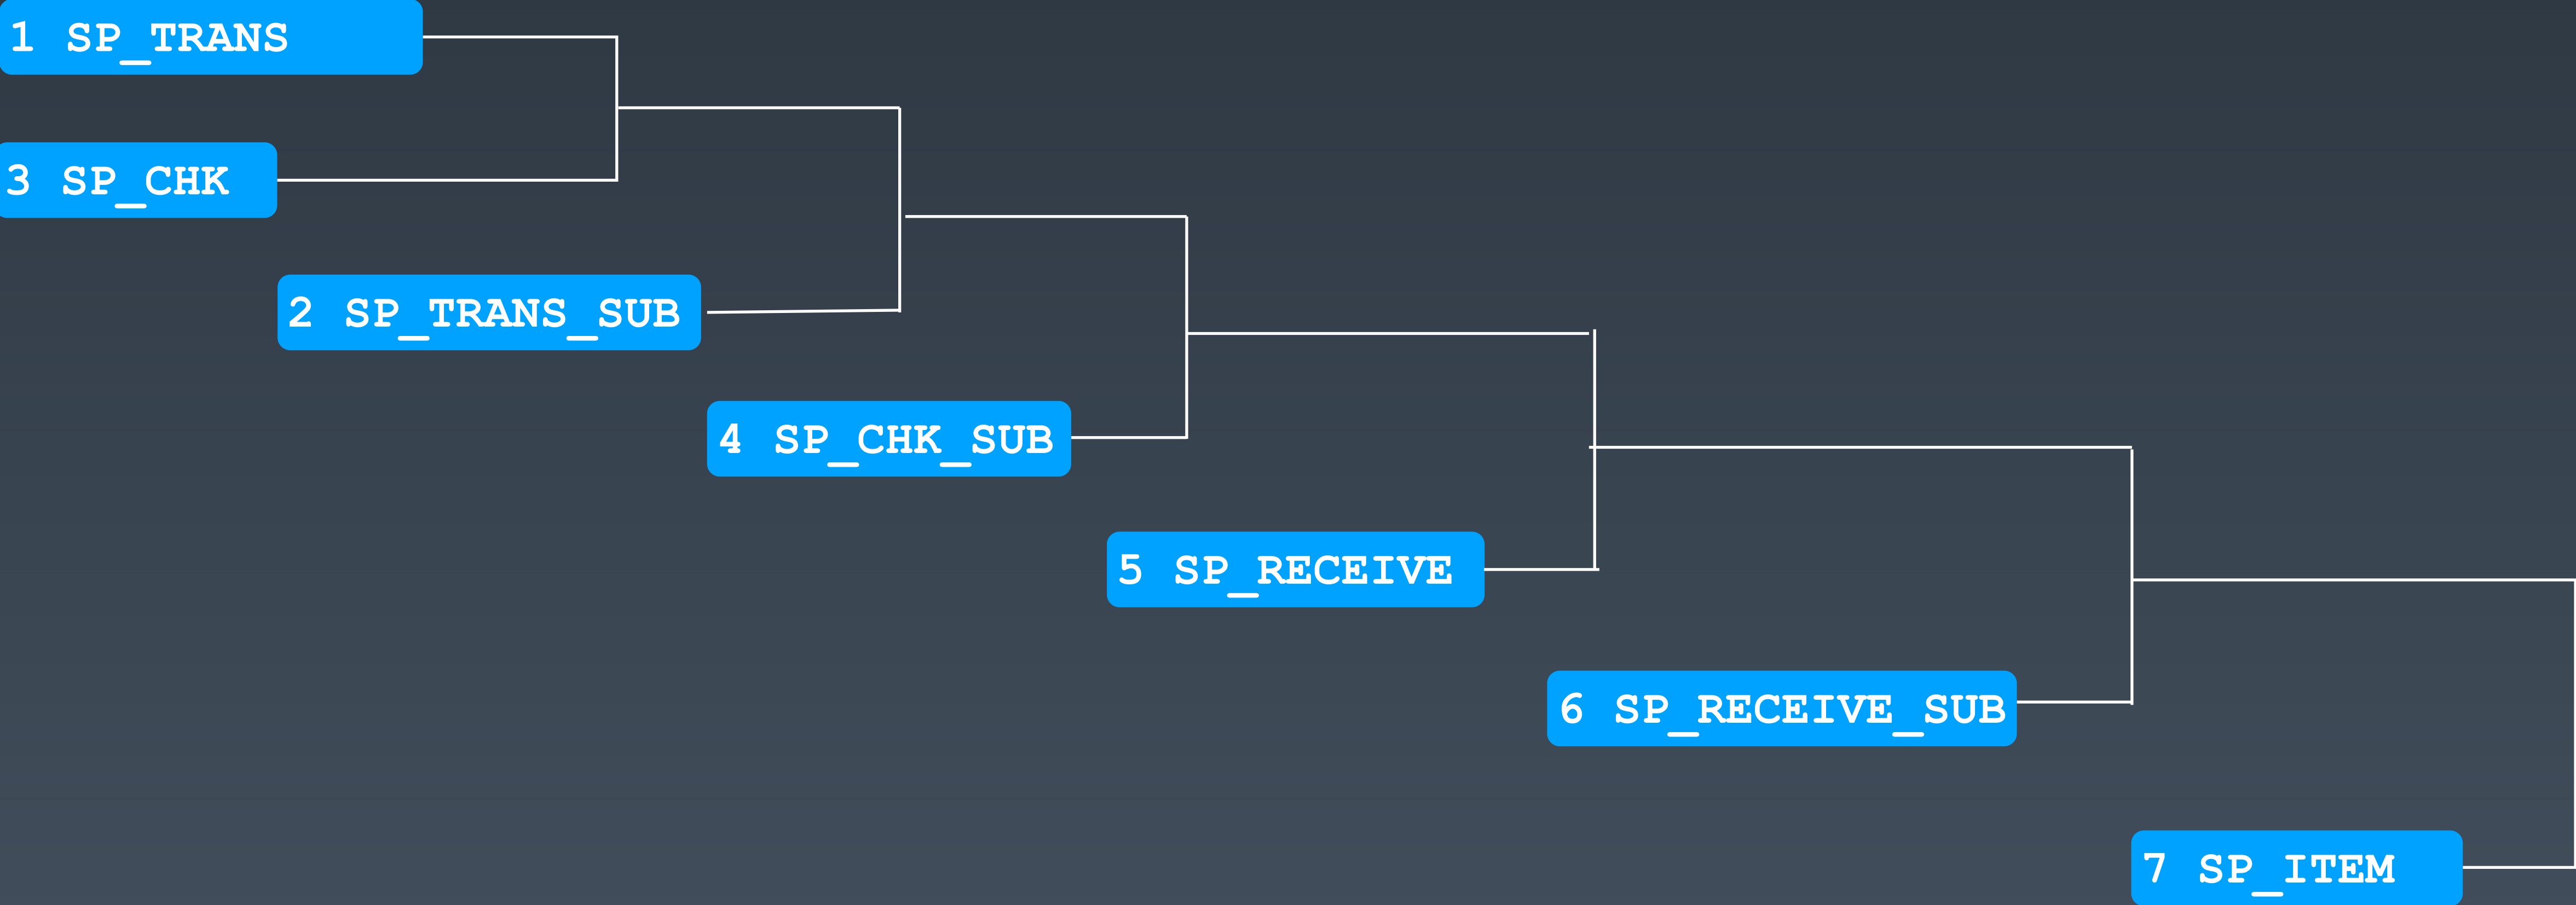 1 SP_TRANS
3 SP_CHK
2 SP_TRANS_SUB
4 SP_CHK_SUB
5 SP_RECEIVE
6 SP_RECEIVE_SUB
7 SP_ITEM